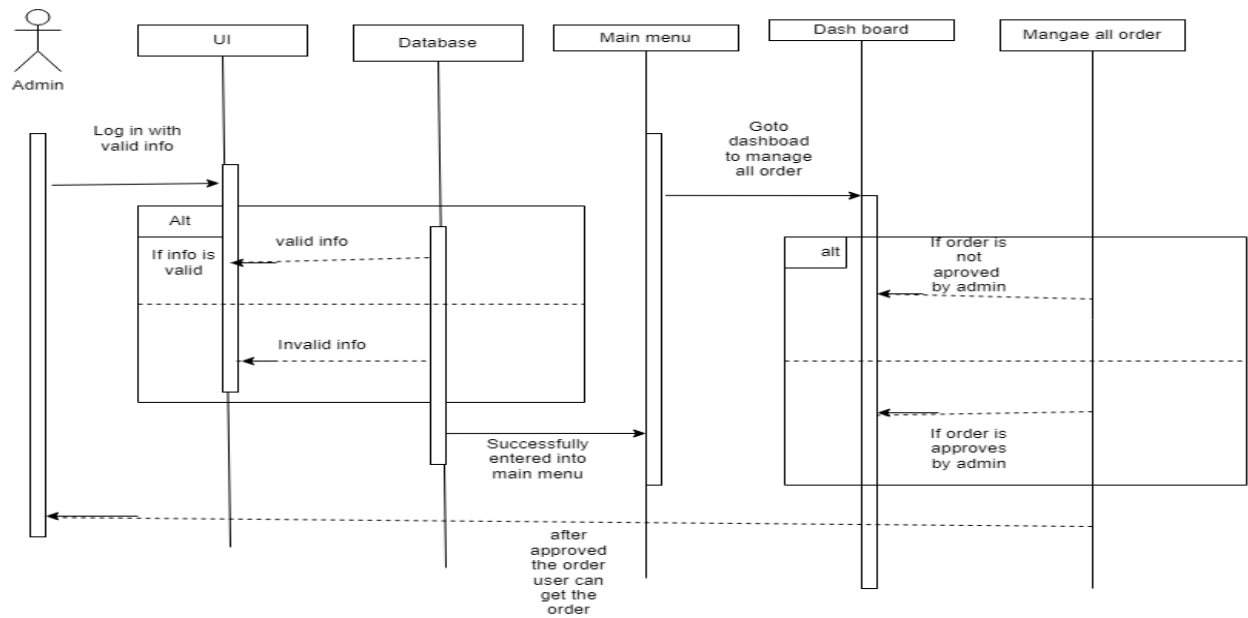 Admin
UI
Database
Main menu
Dash board
Mangae all order
Log in with
valid info
Goto
dashboad
to manage
all order
Alt
If info is
valid
valid info
Invalid info
Successfully
entered into
main menu
alt
If order is
not
aproved
by admin
If order is
approves
by admin
after
approved
the order
user can
get the
order